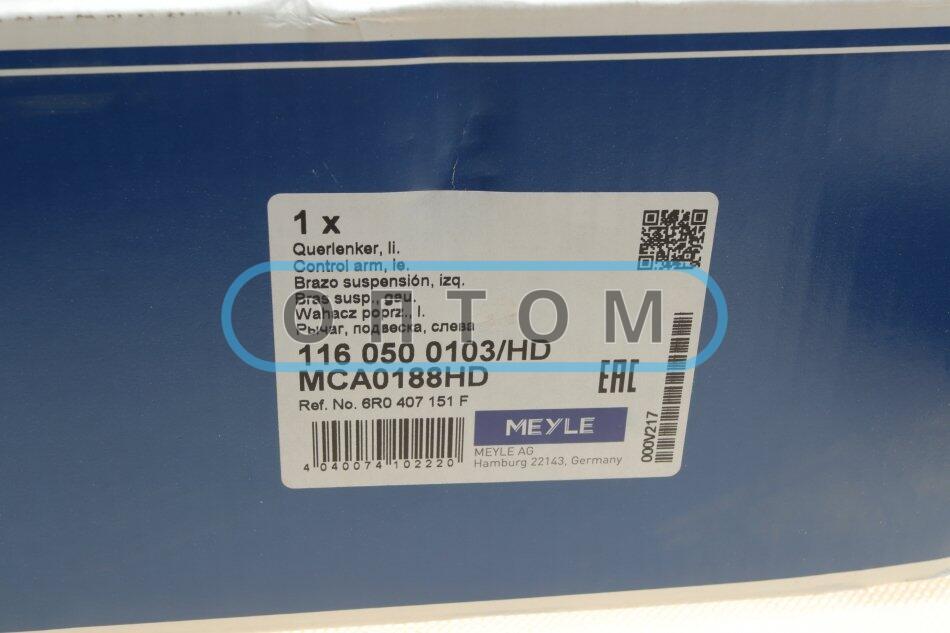 1 x
Querlenker, li.
Control arm, le.
Brazo suspensión, izq.
Bras susp., gau.
Wahacz poprz., l.
Рычаг, подвеска, слева
ОПТОМ
116 050 0103/HD
MCA0188HD
Ref. No. 6R0 407 151 F
EAC
MEYLE
MEYLE AG
Hamburg 22143, Germany
4 040074 102220
000V217